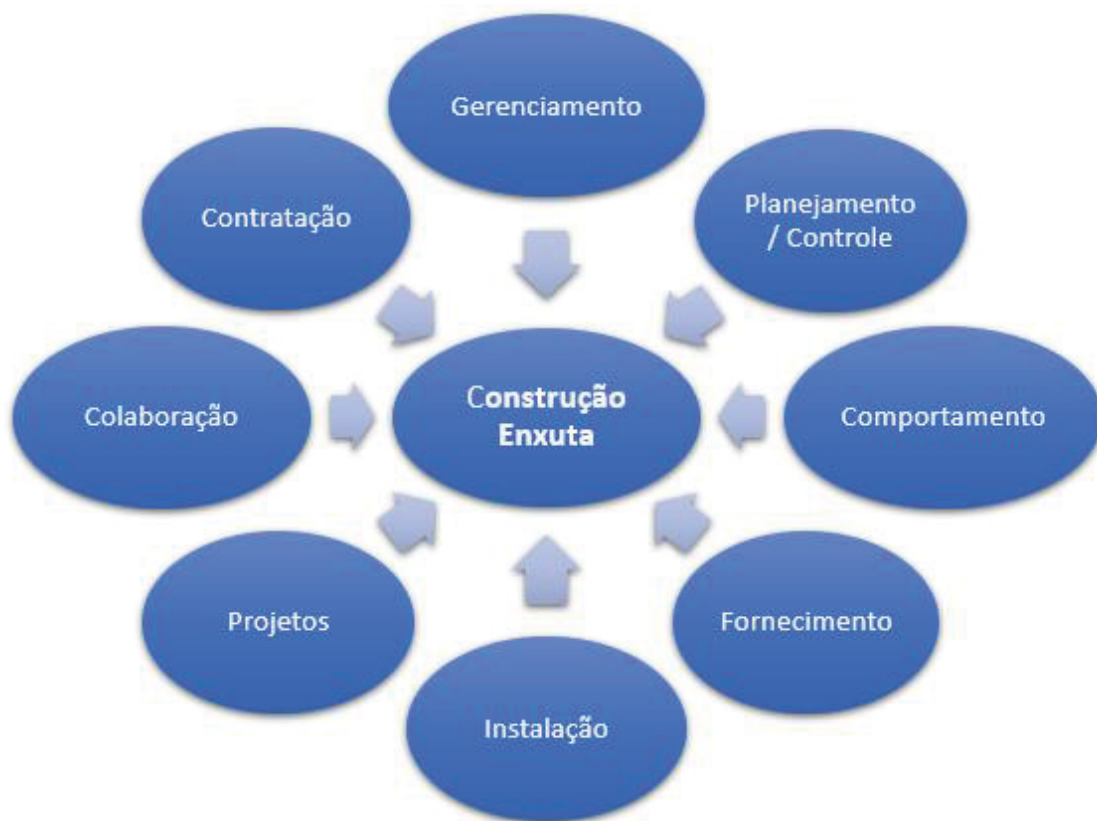 Gerenciamento
Contratação
Planejamento
/ Controle
Colaboração
Construção
Enxuta
Comportamento
Projetos
Fornecimento
Instalação